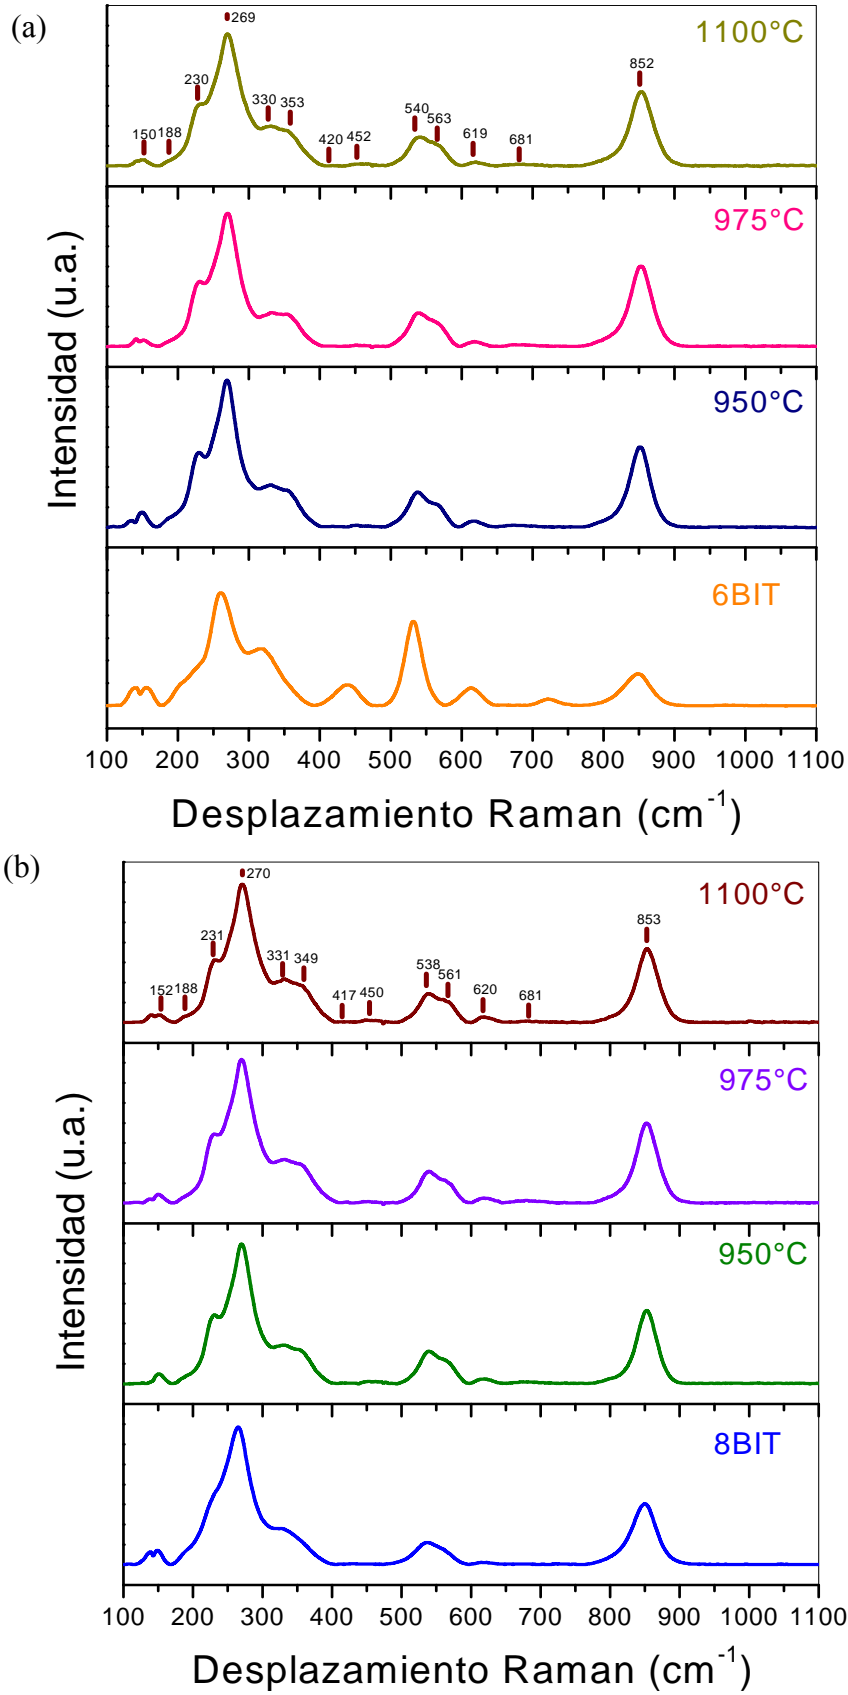 (a)
1100°C
269
230
330
353
150
188
420
452
540
563
619
681
852
975°C
950°C
6BIT
Intensidad (u.a.)
100 200 300 400 500 600 700 800 900 1000 1100
Desplazamiento Raman (cm⁻¹)
(b)
1100°C
270
231
331
349
152
188
417
450
538
561
620
681
853
975°C
950°C
8BIT
Intensidad (u.a.)
100 200 300 400 500 600 700 800 900 1000 1100
Desplazamiento Raman (cm⁻¹)